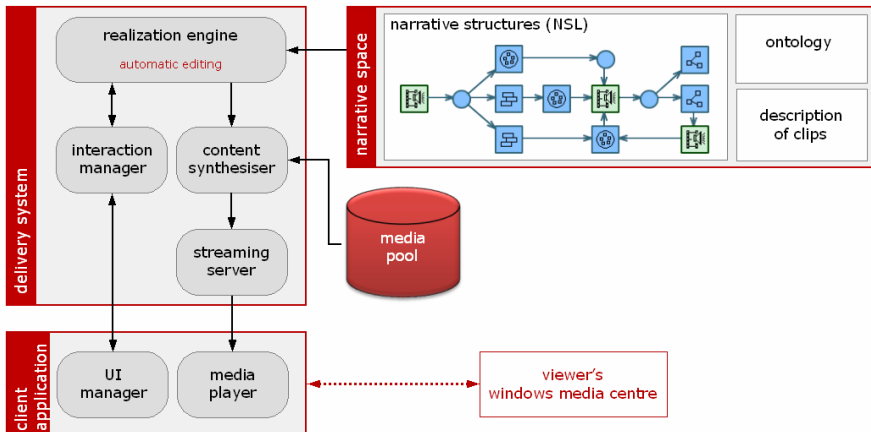 realization engine
automatic editing
interaction
manager
content
synthesiser
streaming
server
delivery system
narrative space
narrative structures (NSL)
ontology
description
of clips
media
pool
client
application
UI
manager
media
player
viewer's
windows media centre